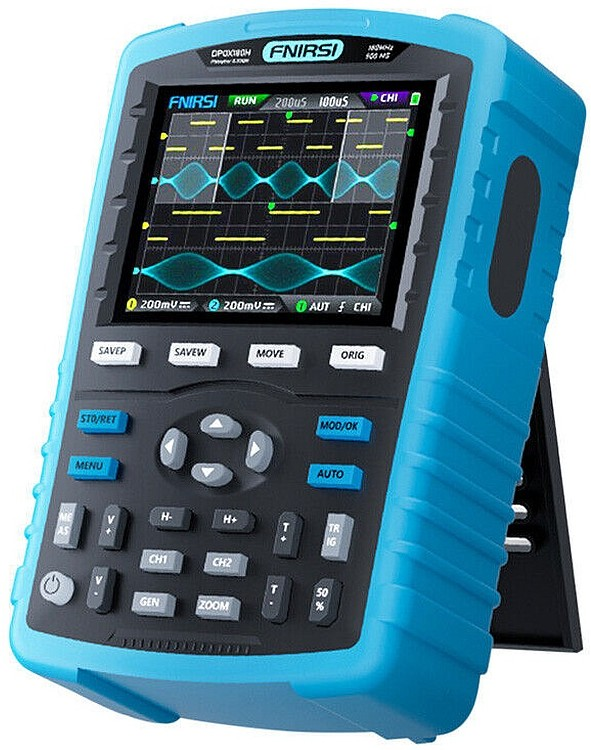 DPOX180H
FNIRSI
180MHz
500 MS
FNIRSI RUN 200uS 100uS CH1
1 200mV 2 200mV 1 AUT CH1
SAVEP SAVEW MOVE ORIG
STO/RET MOD/OK
MENU AUTO
ME
AS
V
+
H-
H+
T
+
TR
IG
CH1 CH2
V
-
GEN ZOOM
T
-
50
%